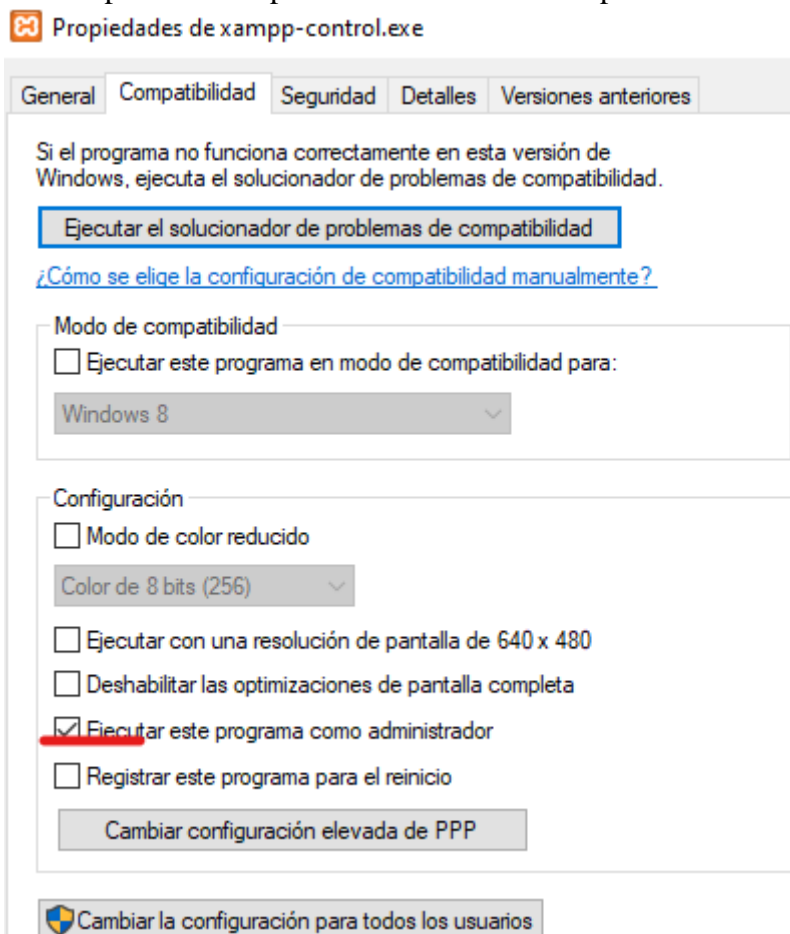 Propiedades de xampp-control.exe
General Compatibilidad Seguridad Detalles Versiones anteriores
Si el programa no funciona correctamente en esta versión de
Windows, ejecuta el solucionador de problemas de compatibilidad.
Ejecutar el solucionador de problemas de compatibilidad
¿Cómo se elige la configuración de compatibilidad manualmente?
Modo de compatibilidad
Ejecutar este programa en modo de compatibilidad para:
Windows 8
Configuración
Modo de color reducido
Color de 8 bits (256)
Ejecutar con una resolución de pantalla de 640 x 480
Deshabilitar las optimizaciones de pantalla completa
Ejecutar este programa como administrador
Registrar este programa para el reinicio
Cambiar configuración elevada de PPP
Cambiar la configuración para todos los usuarios